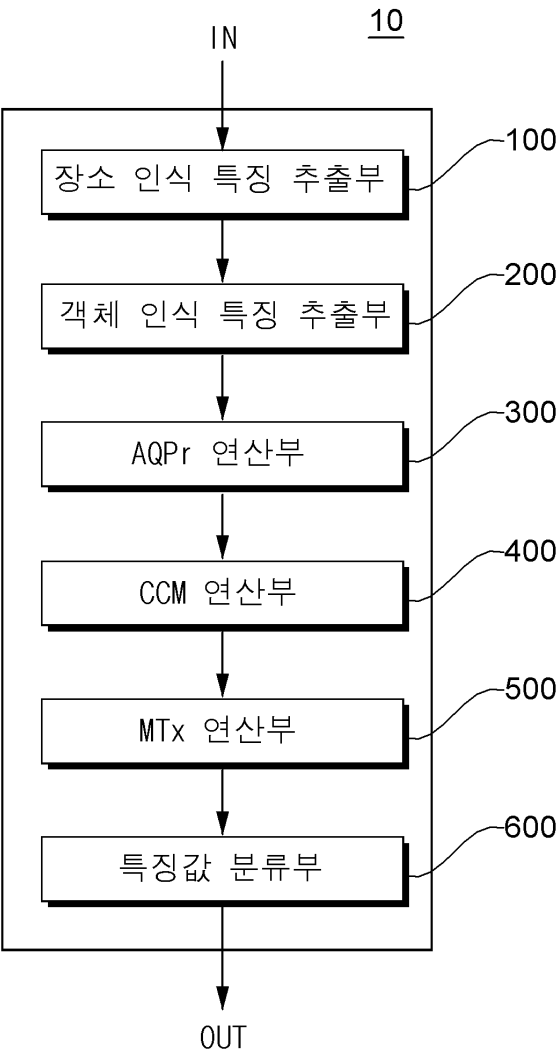 10
IN
장소 인식 특징 추출부
100
객체 인식 특징 추출부
200
AQPr 연산부
300
CCM 연산부
400
MTx 연산부
500
특징값 분류부
600
OUT